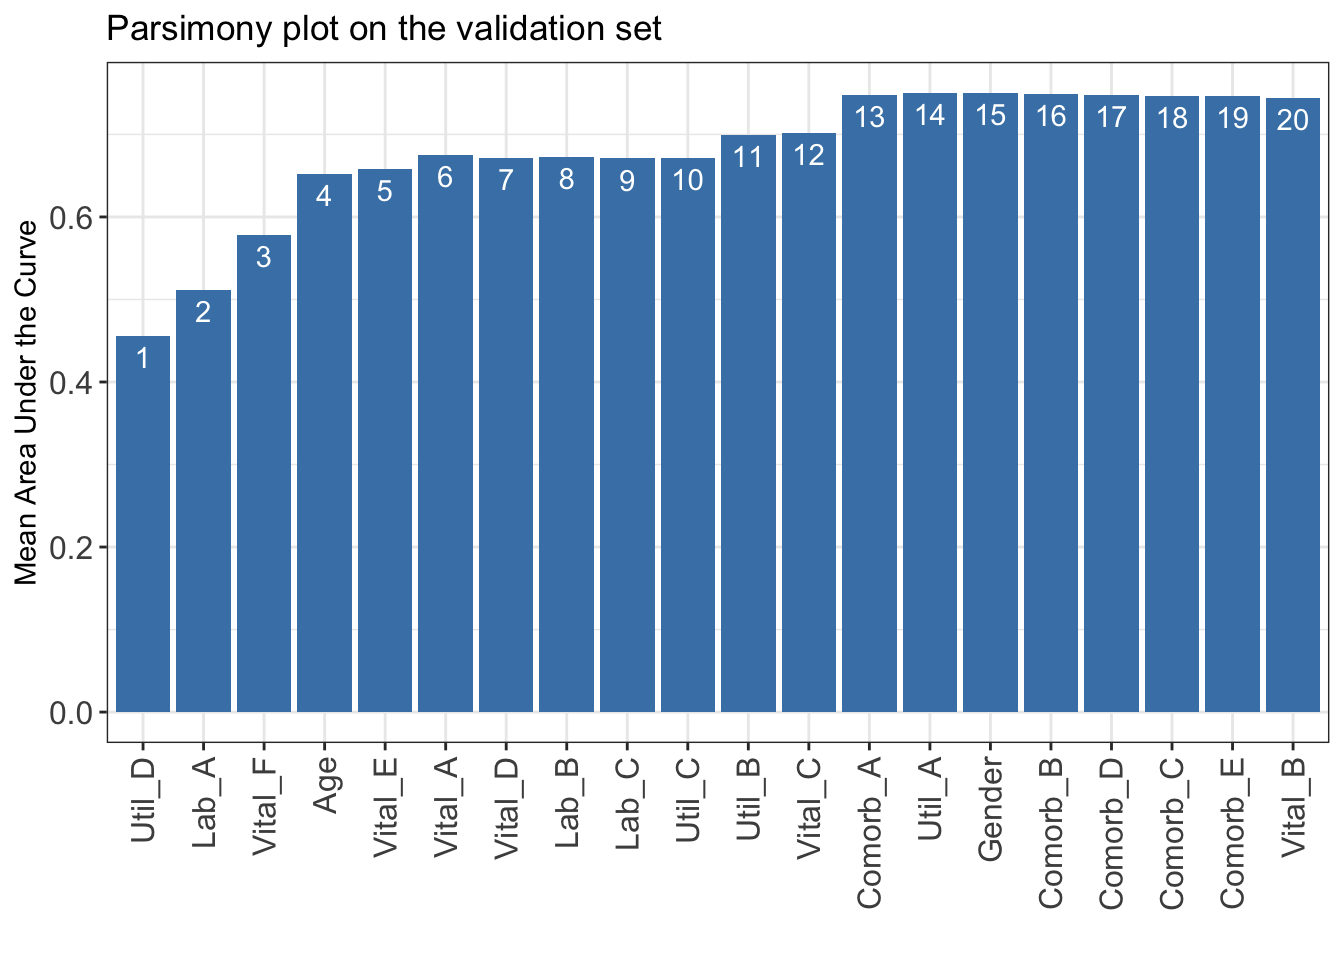 Parsimony plot on the validation set
Mean Area Under the Curve
0.6
0.4
0.2
0.0
1
2
3
4
5
6
7
8
9
10
11
12
13
14
15
16
17
18
19
20
Util_D
Lab_A
Vital_F
Age
Vital_E
Vital_A
Vital_D
Lab_B
Lab_C
Util_C
Util_B
Vital_C
Comorb_A
Util_A
Gender
Comorb_B
Comorb_D
Comorb_C
Comorb_E
Vital_B